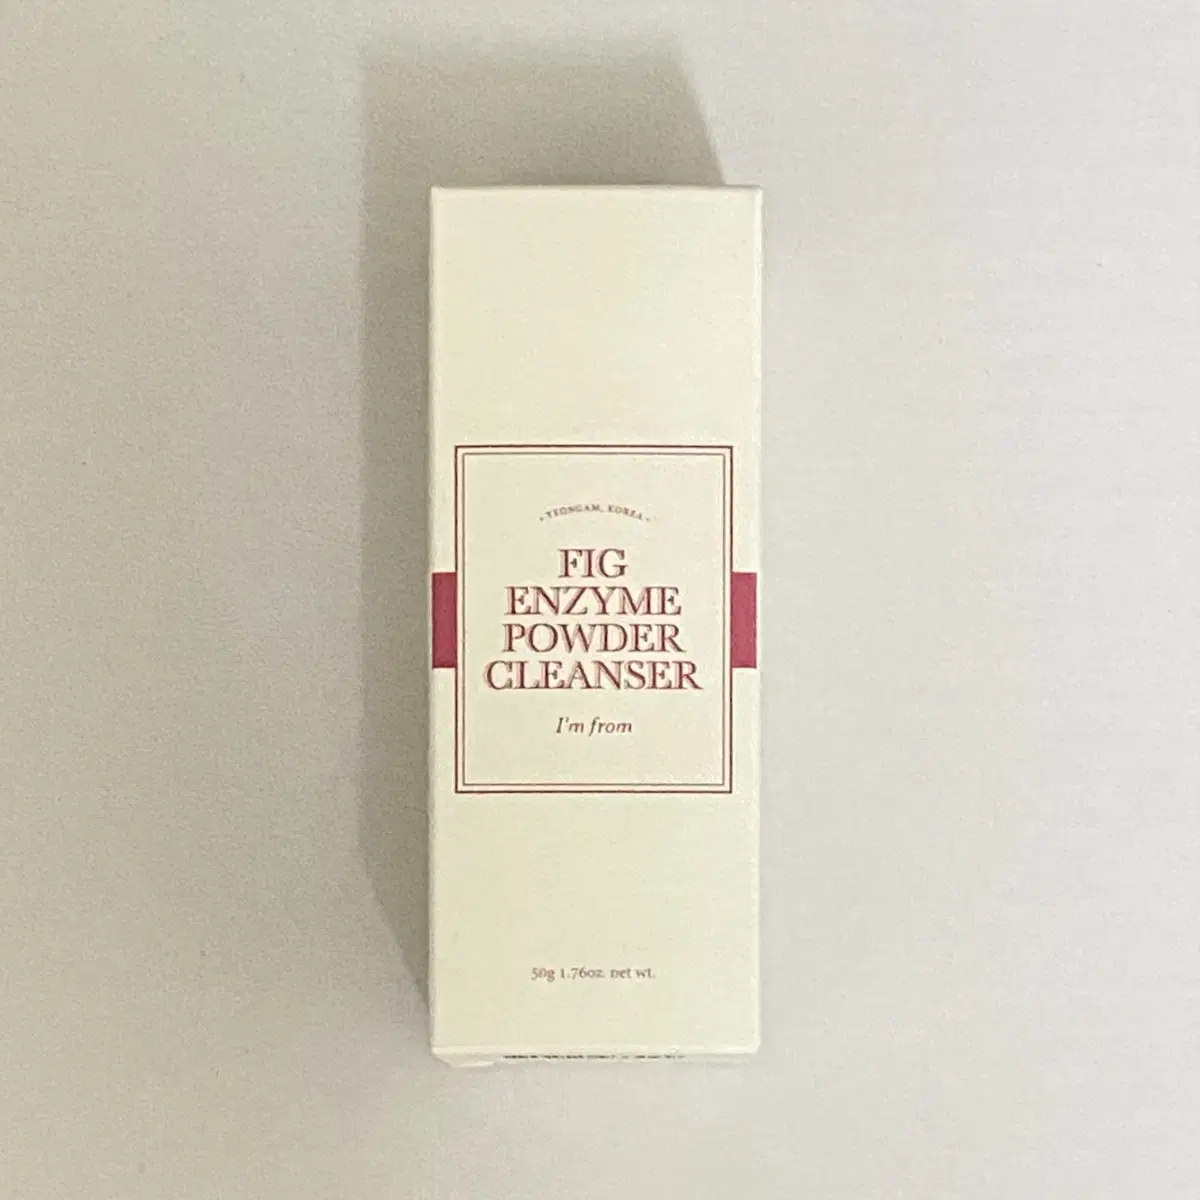 • YEONGAM, KOREA •
FIG
ENZYME
POWDER
CLEANSER
I'm from
50g 1.76oz. net wt.